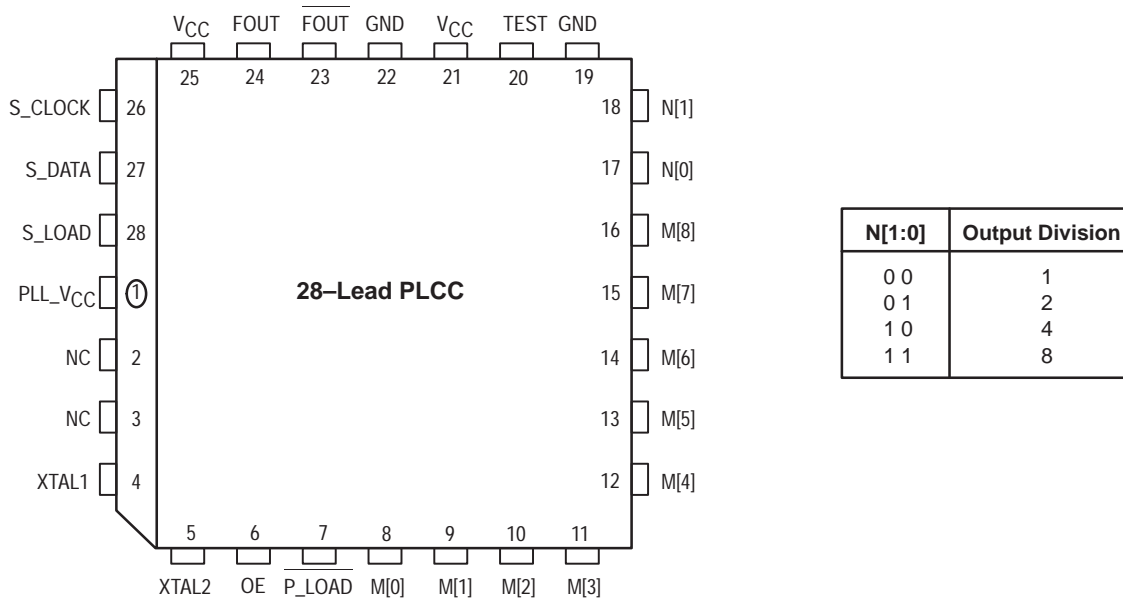 VCC FOUT FOUT GND VCC TEST GND
25 24 23 22 21 20 19
S_CLOCK 26 18 N[1]
S_DATA 27 17 N[0]
S_LOAD 28 16 M[8]
PLL_VCC 1 28–Lead PLCC 15 M[7]
NC 2 14 M[6]
NC 3 13 M[5]
XTAL1 4 12 M[4]
5 6 7 8 9 10 11
XTAL2 OE P_LOAD M[0] M[1] M[2] M[3]
N[1:0] Output Division
0 0 1
0 1 2
1 0 4
1 1 8